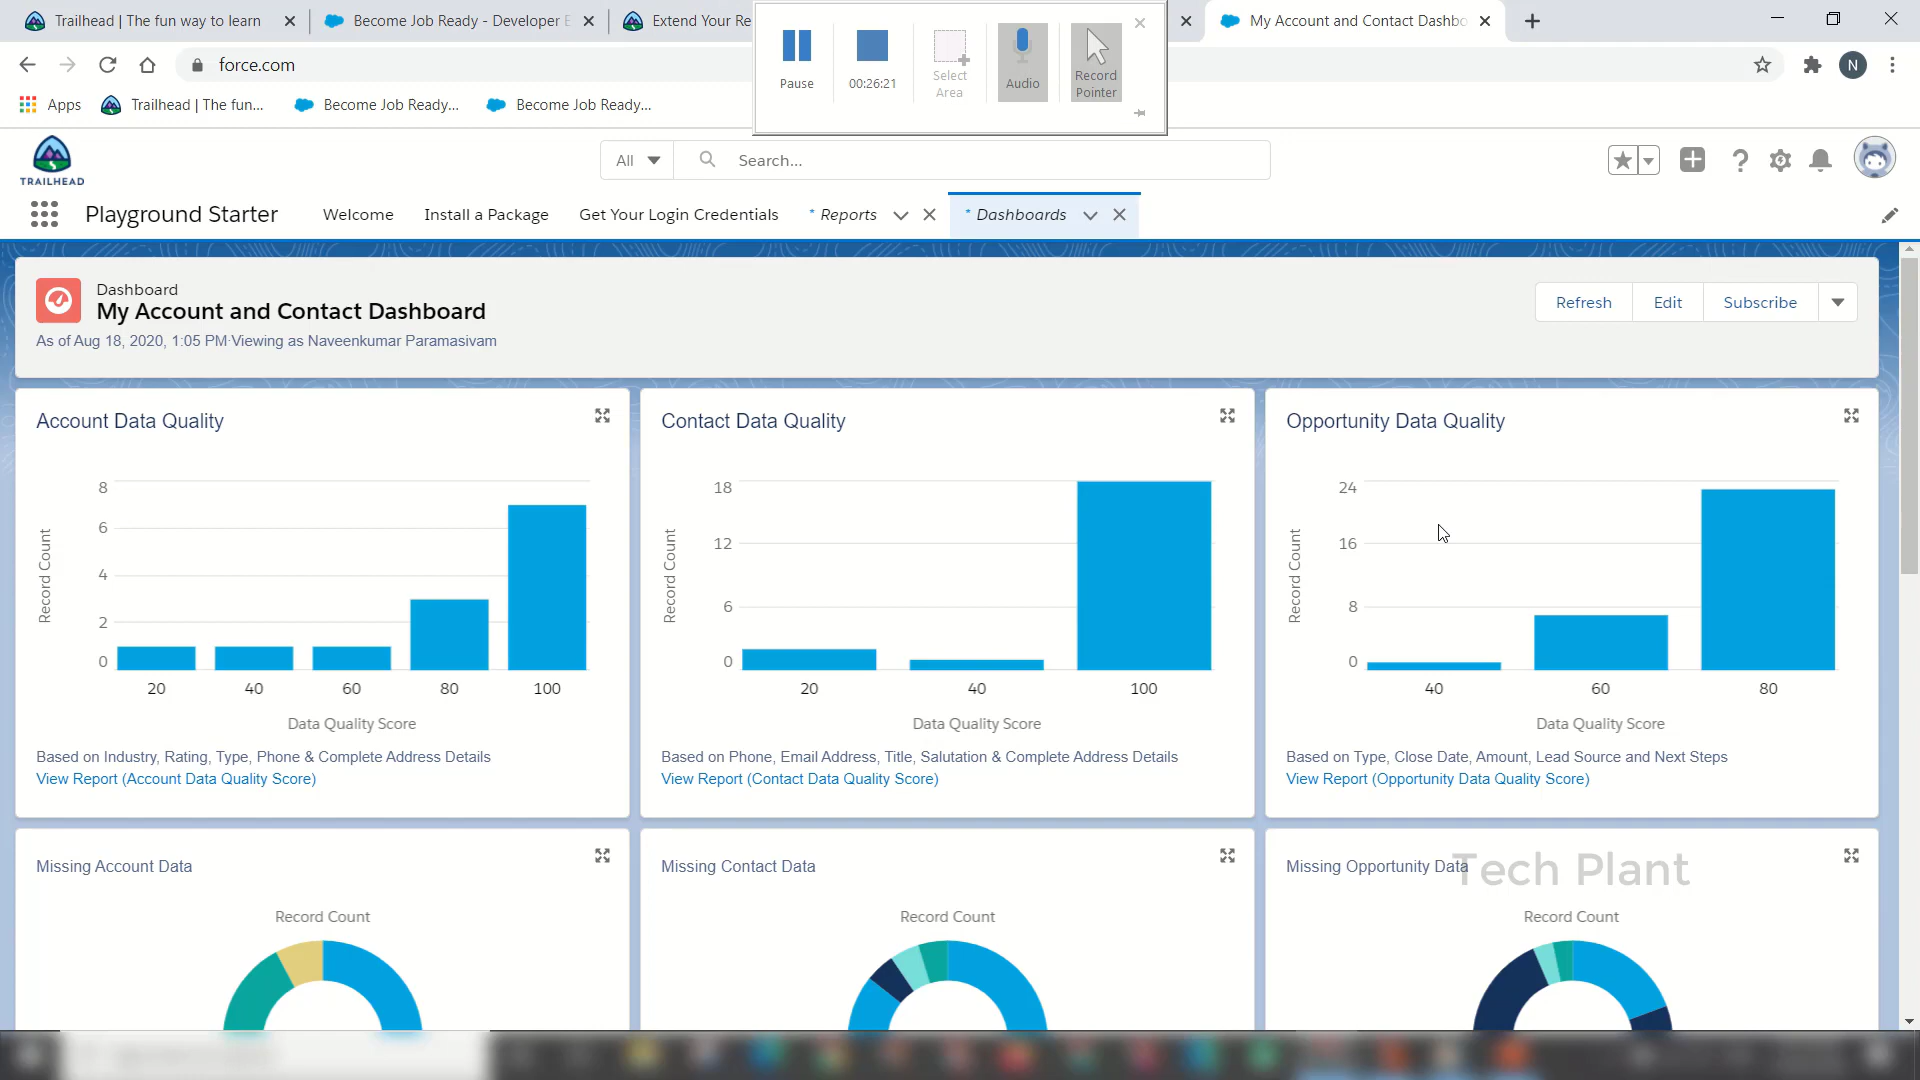 Trailhead | The fun way to learn
Become Job Ready - Developer E
Extend Your Re
My Account and Contact Dashbo
force.com
N
Apps
Trailhead | The fun...
Become Job Ready...
Become Job Ready...
Pause
00:26:21
Select
Area
Audio
Record
Pointer
TRAILHEAD
All
Search...
Playground Starter
Welcome
Install a Package
Get Your Login Credentials
* Reports
* Dashboards
Dashboard
My Account and Contact Dashboard
As of Aug 18, 2020, 1:05 PM·Viewing as Naveenkumar Paramasivam
Refresh
Edit
Subscribe
Account Data Quality
Record Count
8
6
4
2
0
20 40 60 80 100
Data Quality Score
Based on Industry, Rating, Type, Phone & Complete Address Details
View Report (Account Data Quality Score)
Contact Data Quality
Record Count
18
12
6
0
20 40 100
Data Quality Score
Based on Phone, Email Address, Title, Salutation & Complete Address Details
View Report (Contact Data Quality Score)
Opportunity Data Quality
Record Count
24
16
8
0
40 60 80
Data Quality Score
Based on Type, Close Date, Amount, Lead Source and Next Steps
View Report (Opportunity Data Quality Score)
Missing Account Data
Record Count
Missing Contact Data
Record Count
Missing Opportunity Data
Tech Plant
Record Count